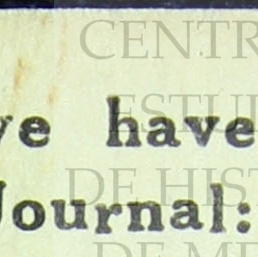 CENTR
ve have
ESTU
Journal:
DE HIST
DE ME